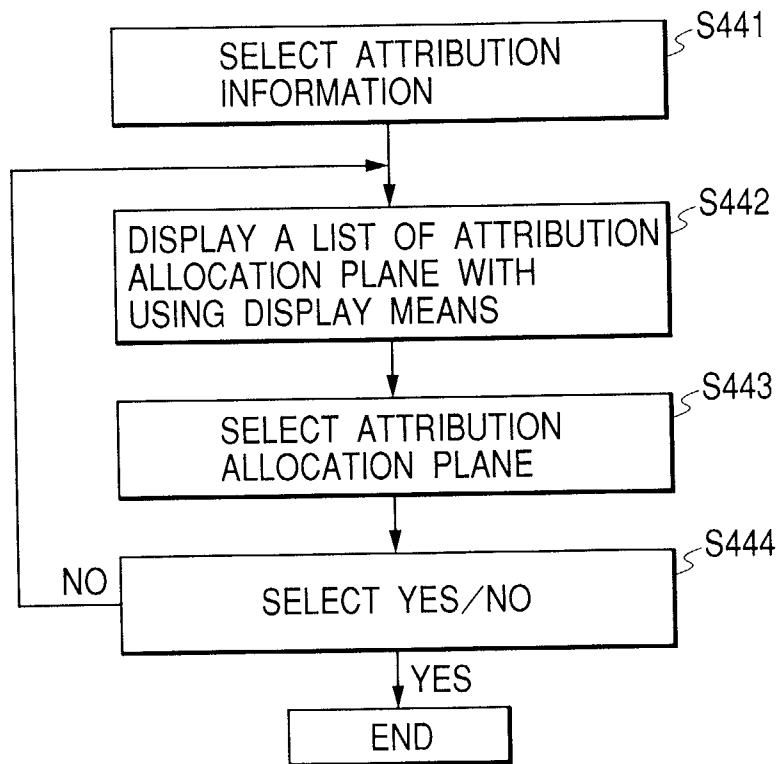 S441
SELECT ATTRIBUTION
INFORMATION
S442
DISPLAY A LIST OF ATTRIBUTION
ALLOCATION PLANE WITH
USING DISPLAY MEANS
S443
SELECT ATTRIBUTION
ALLOCATION PLANE
S444
NO
SELECT YES/NO
YES
END